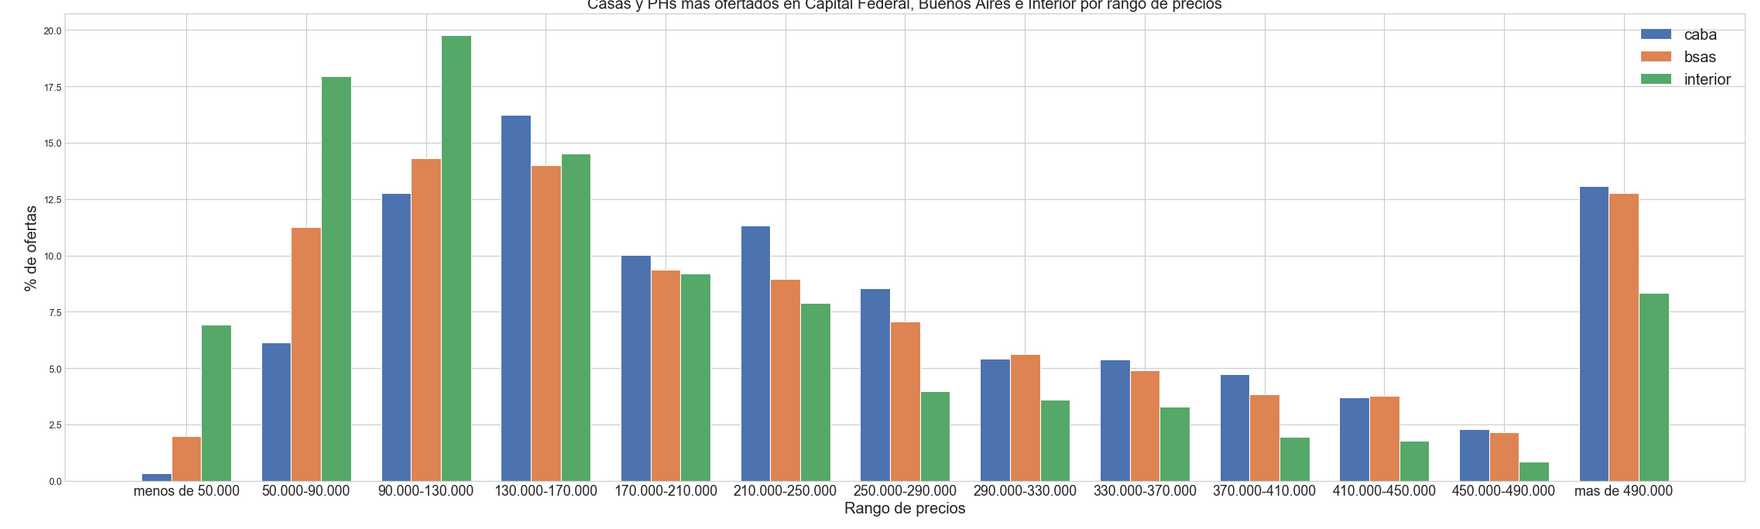 Casas y PHs mas ofertados en Capital Federal, Buenos Aires e Interior por rango de precios
caba
bsas
interior
% de ofertas
20.0
17.5
15.0
12.5
10.0
7.5
5.0
2.5
0.0
menos de 50.000 50.000-90.000 90.000-130.000 130.000-170.000 170.000-210.000 210.000-250.000 250.000-290.000 290.000-330.000 330.000-370.000 370.000-410.000 410.000-450.000 450.000-490.000 mas de 490.000
Rango de precios